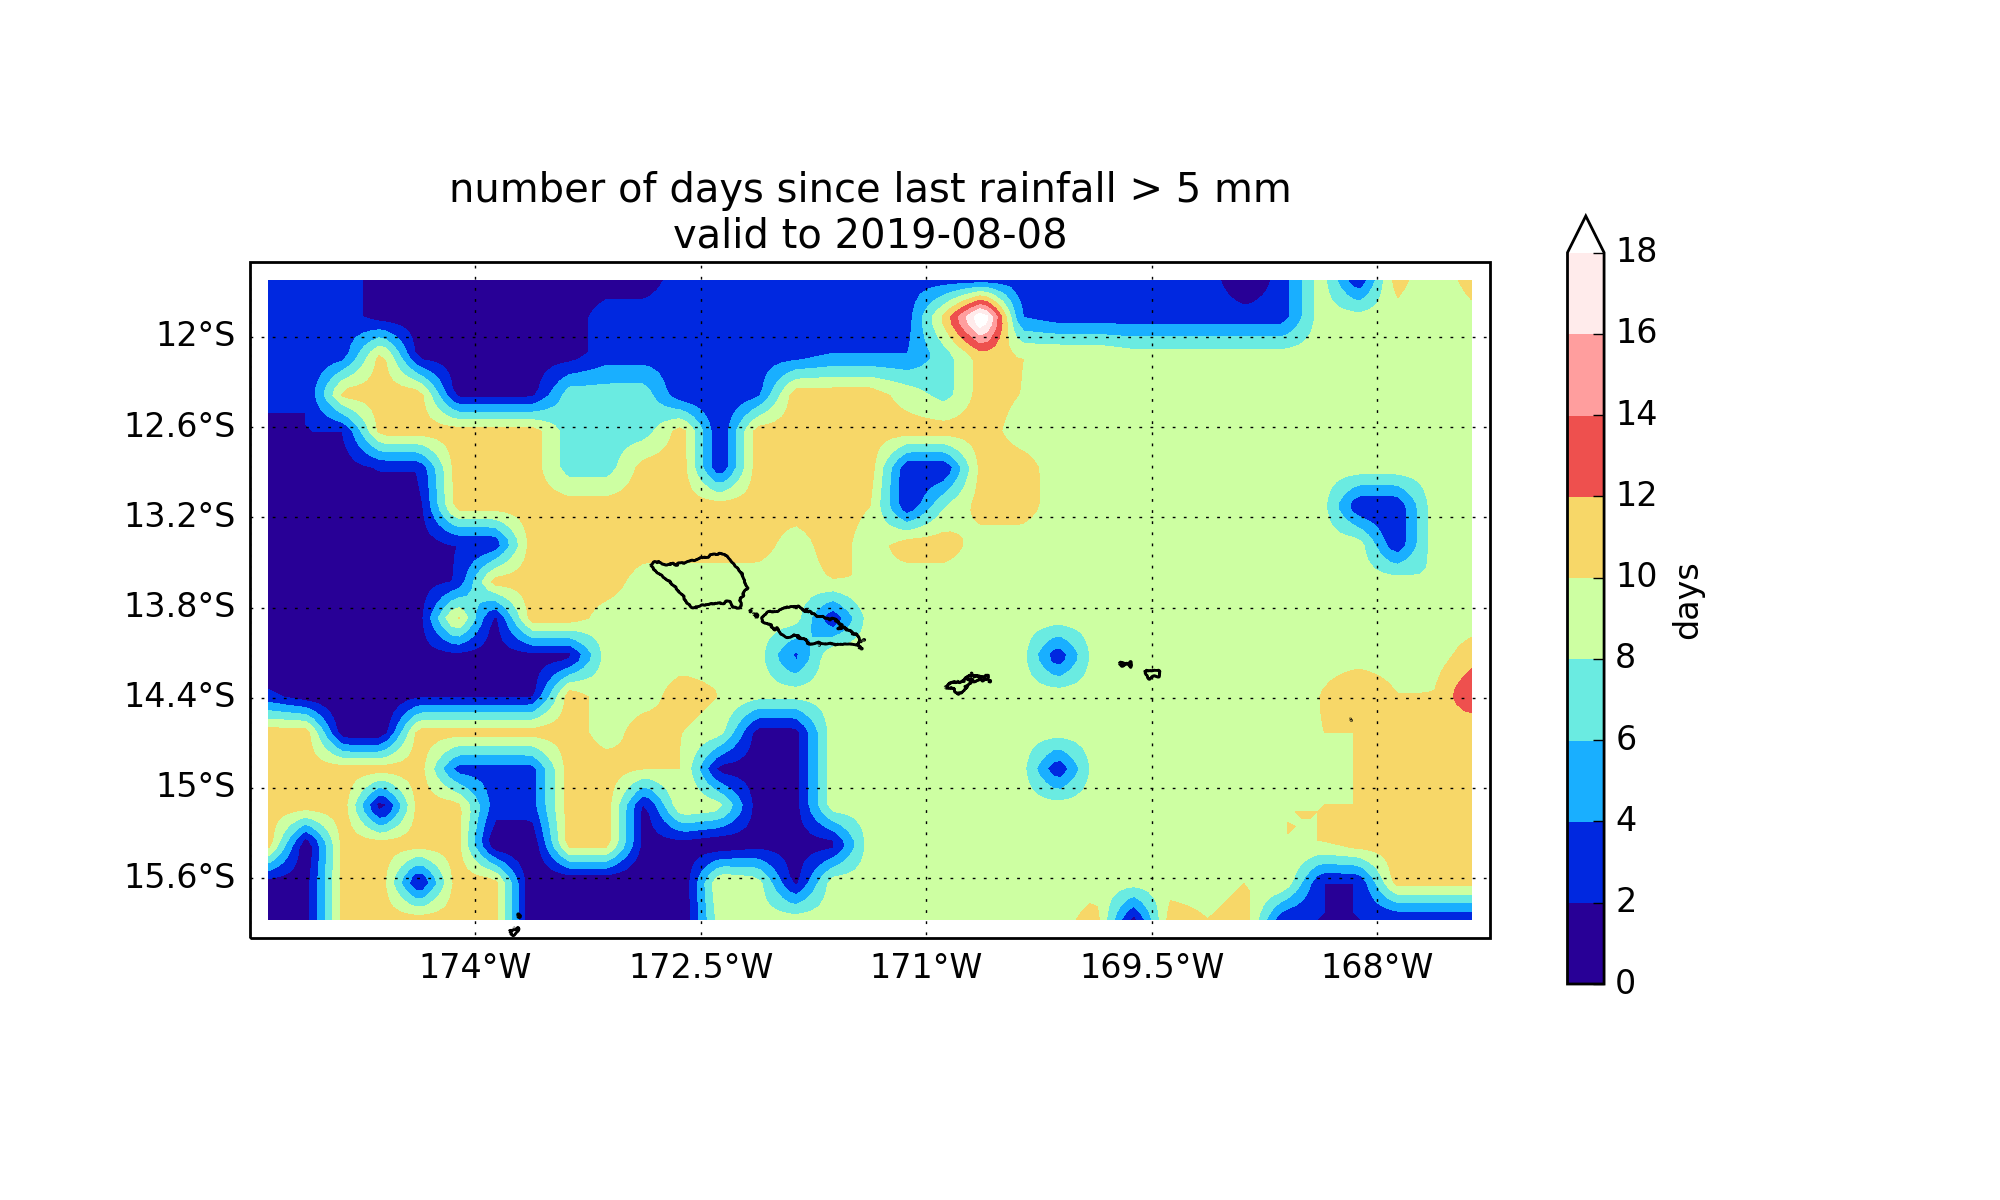 number of days since last rainfall > 5 mm
valid to 2019-08-08
12°S
12.6°S
13.2°S
13.8°S
14.4°S
15°S
15.6°S
174°W 172.5°W 171°W 169.5°W 168°W
18
16
14
12
10
8
6
4
2
0
days